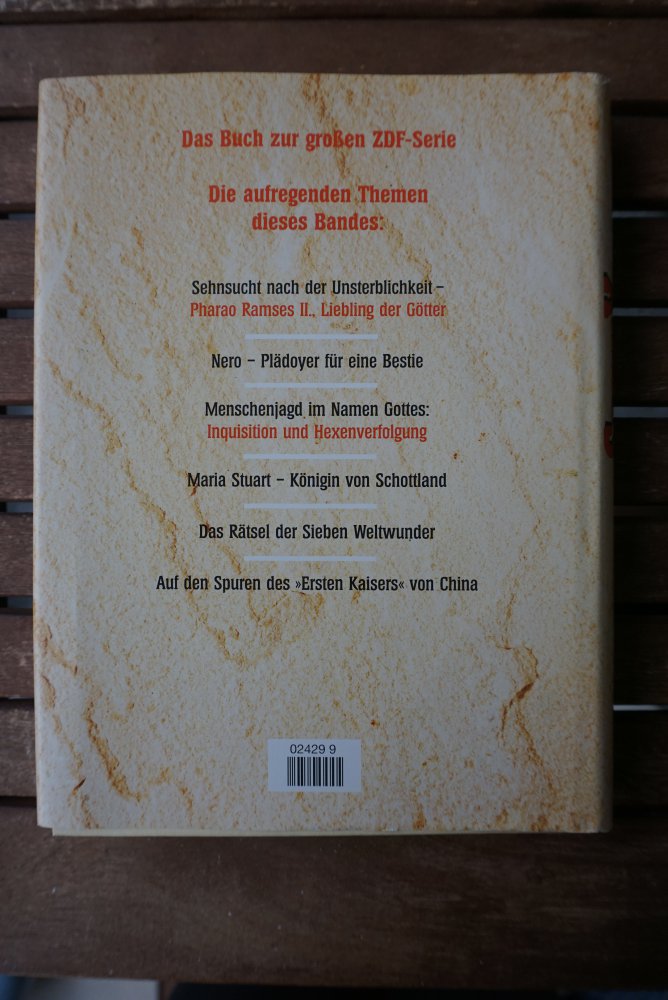 Das Buch zur großen ZDF-Serie
Die aufregenden Themen
dieses Bandes:
Sehnsucht nach der Unsterblichkeit –
Pharao Ramses II., Liebling der Götter
Nero – Plädoyer für eine Bestie
Menschenjagd im Namen Gottes:
Inquisition und Hexenverfolgung
Maria Stuart – Königin von Schottland
Das Rätsel der Sieben Weltwunder
Auf den Spuren des »Ersten Kaisers« von China
02429 9